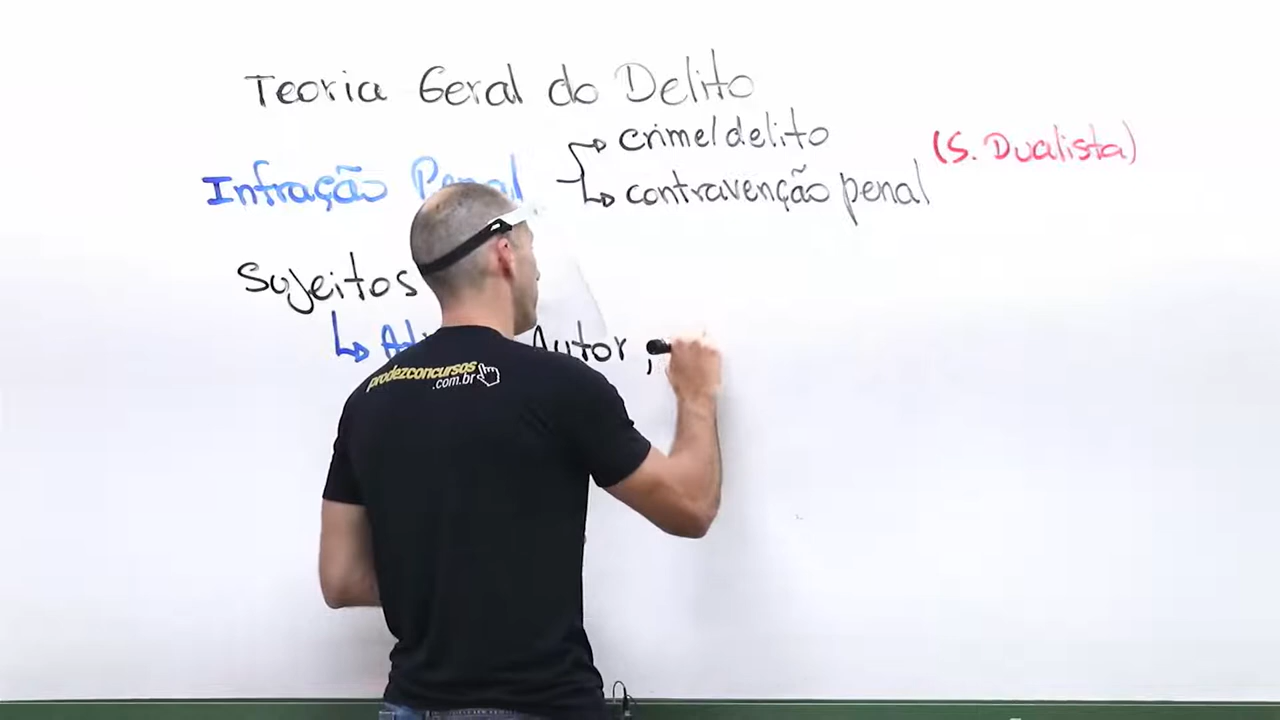 Teoria Geral do Delito
crime/delito
(S. Dualista)
Infração Penal
contravenção penal
Sujeitos
Autor,
prodezconcursos
.com.br